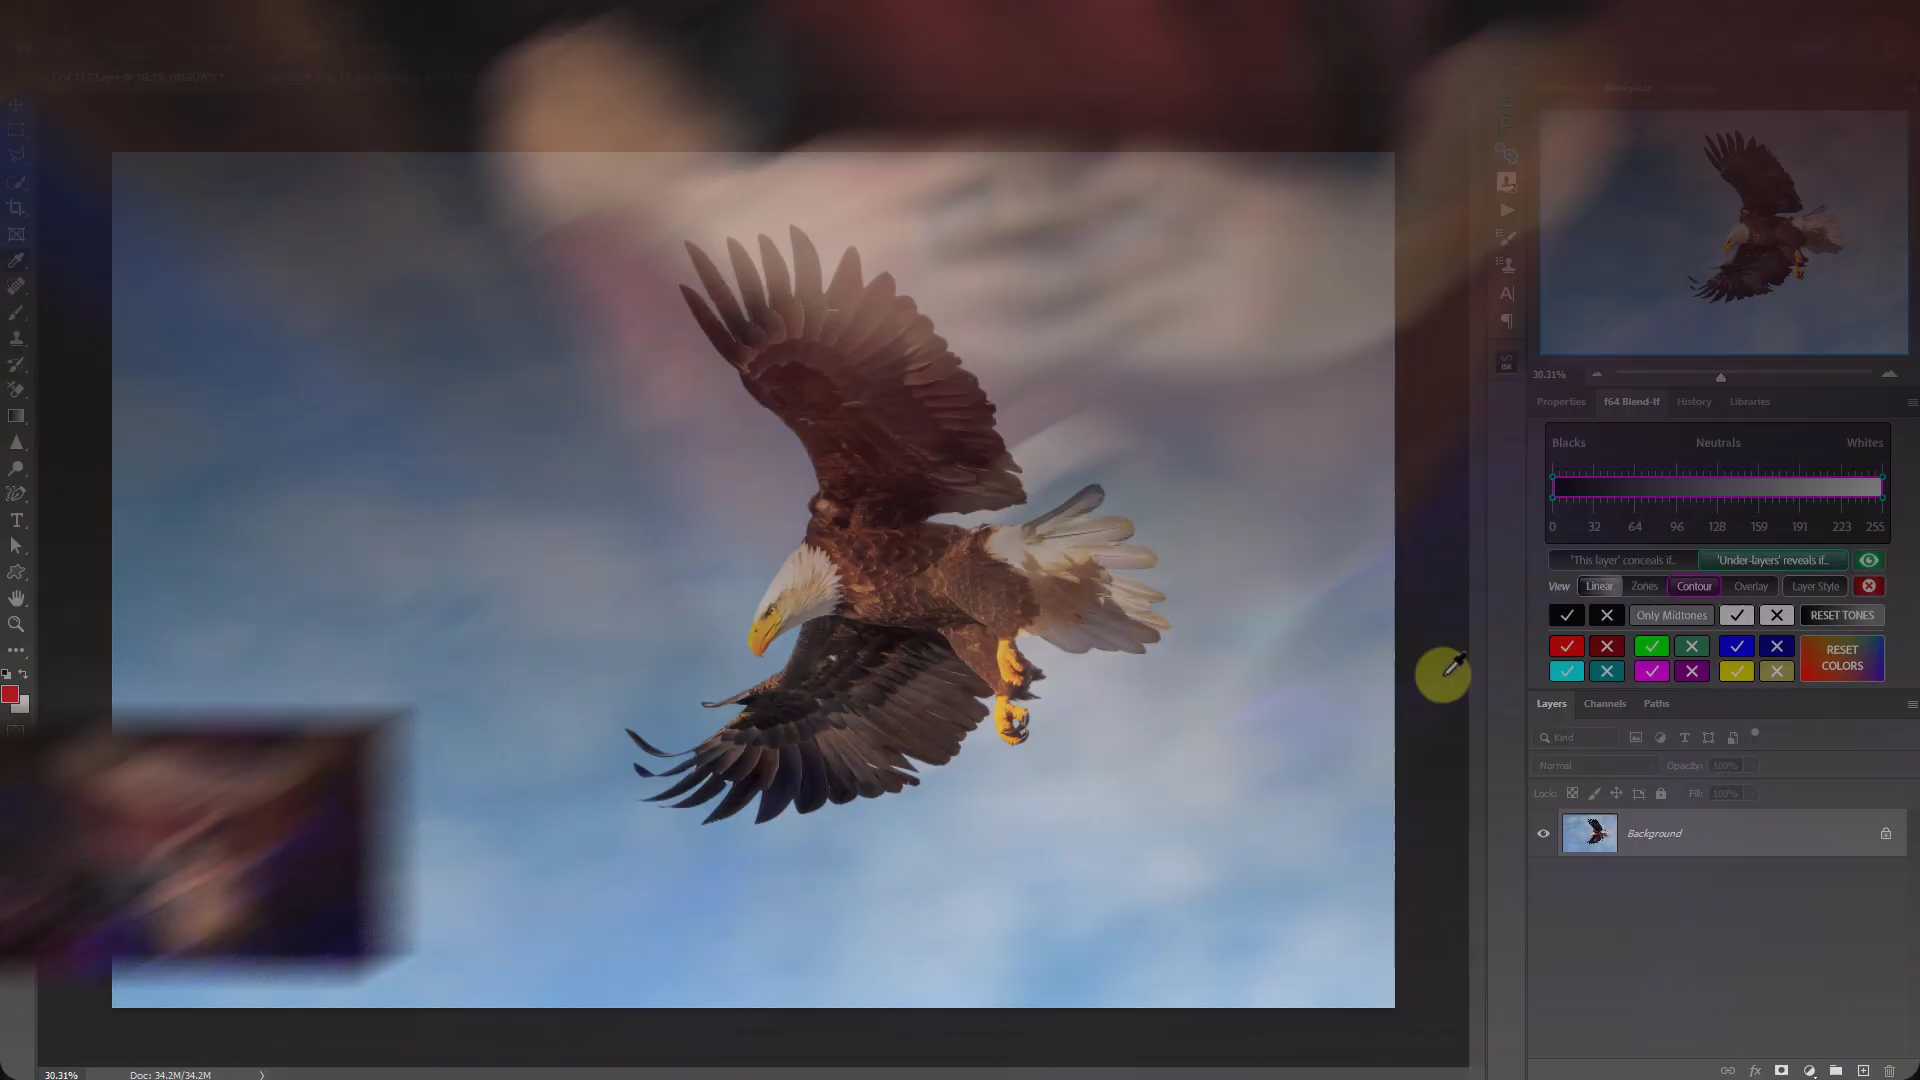 30.31%
Properties f64 Blend-If History Libraries
Blacks Neutrals Whites
0 32 64 96 128 159 191 223 255
'This layer' conceals if.. 'Under-layers' reveals if..
View Linear Zones Contour Overlay Layer Style
Only Midtones RESET TONES
RESET
COLORS
Layers Channels Paths
Kind
Normal Opacity: 100%
Lock: Fill: 100%
Background
30.31% Doc: 34.2M/34.2M